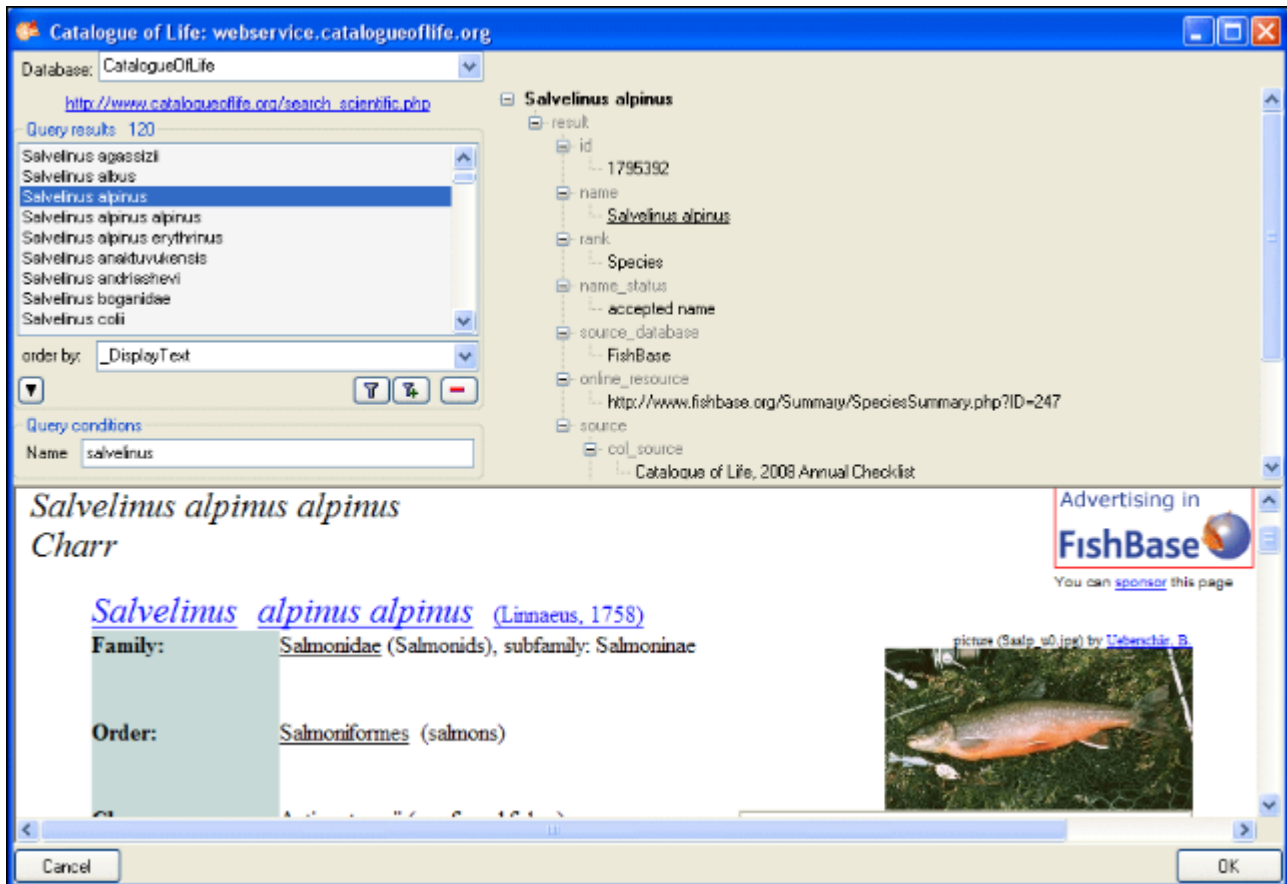 Catalogue of Life: webservice.catalogueoflife.org
Database: CatalogueOfLife
http://www.catalogueoflife.org/search_scientific.php
Query results 120
Salvelinus agassizii
Salvelinus albus
Salvelinus alpinus
Salvelinus alpinus alpinus
Salvelinus alpinus erythrinus
Salvelinus anaktuvukensis
Salvelinus andriashevi
Salvelinus boganidae
Salvelinus colii
order by: _DisplayText
Query conditions
Name salvelinus
Salvelinus alpinus
result
id
1795392
name
Salvelinus alpinus
rank
Species
name_status
accepted name
source_database
FishBase
online_resource
http://www.fishbase.org/Summary/SpeciesSummary.php?ID=247
source
col_source
Catalogue of Life, 2008 Annual Checklist
Salvelinus alpinus alpinus
Charr
Advertising in
FishBase
You can sponsor this page
Salvelinus alpinus alpinus (Linnaeus, 1758)
Family: Salmonidae (Salmonids), subfamily: Salmoninae
picture (Saalp_u0.jpg) by Ueberschär, B.
Order: Salmoniformes (salmons)
Cancel
OK